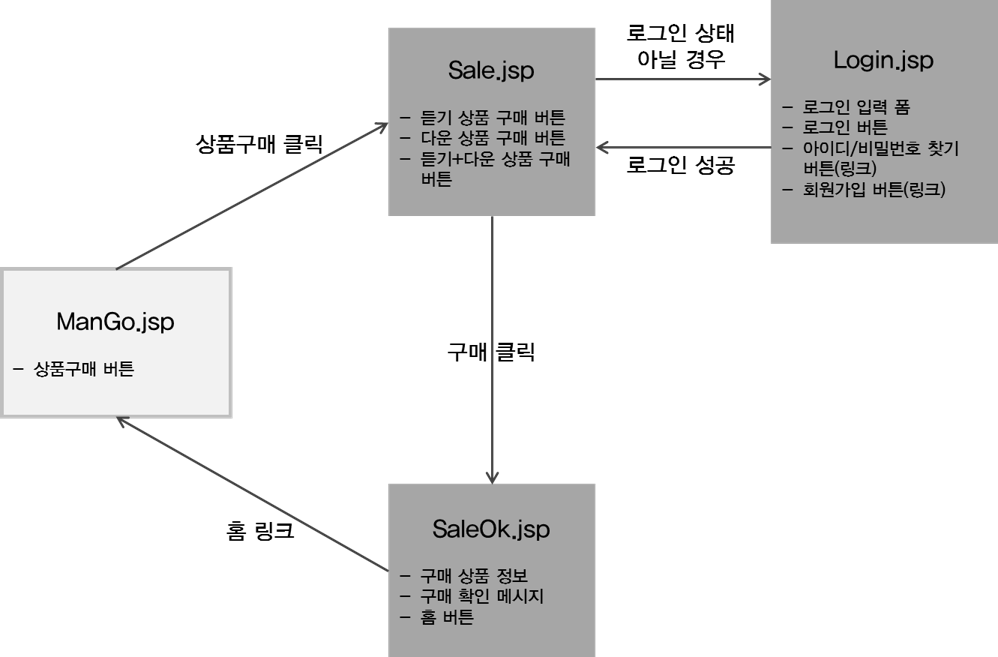 로그인 상태
아닐 경우
Sale.jsp
– 듣기 상품 구매 버튼
– 다운 상품 구매 버튼
– 듣기+다운 상품 구매
버튼
Login.jsp
– 로그인 입력 폼
– 로그인 버튼
– 아이디/비밀번호 찾기
버튼(링크)
– 회원가입 버튼(링크)
상품구매 클릭
로그인 성공
ManGo.jsp
– 상품구매 버튼
구매 클릭
홈 링크
SaleOk.jsp
– 구매 상품 정보
– 구매 확인 메시지
– 홈 버튼